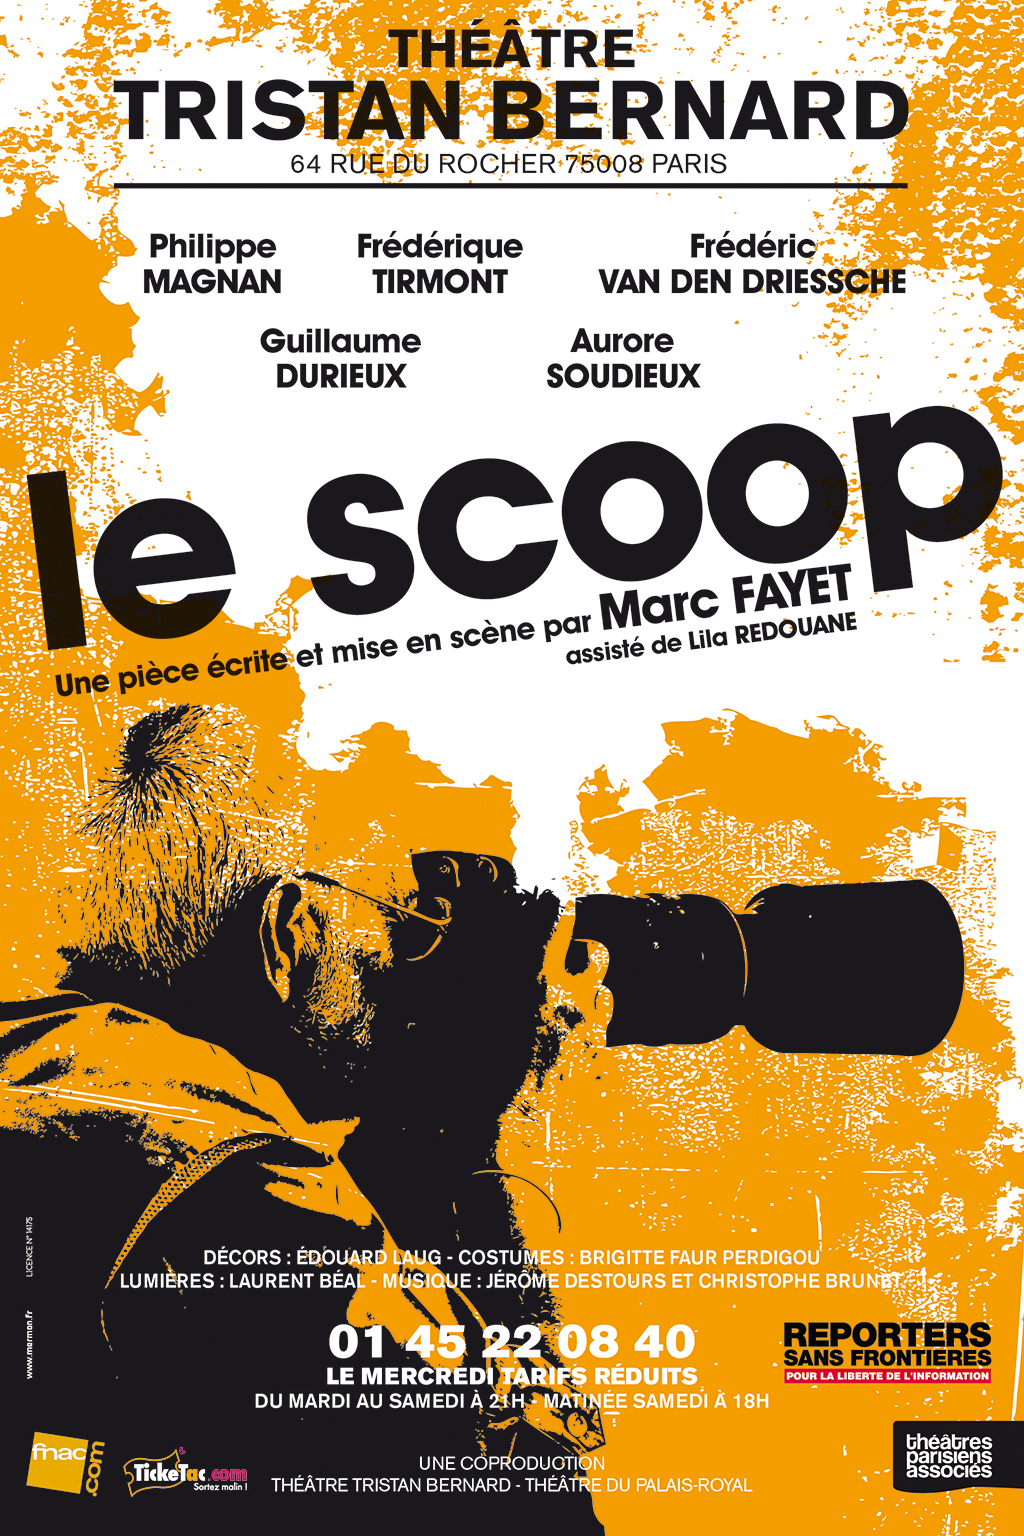 THÉÂTRE
TRISTAN BERNARD
64 RUE DU ROCHER 75008 PARIS
Philippe
MAGNAN
Frédérique
TIRMONT
Frédéric
VAN DEN DRIESSCHE
Guillaume
DURIEUX
Aurore
SOUDIEUX
le scoop
Une pièce écrite et mise en scène par Marc FAYET
assisté de Lila REDOUANE
DÉCORS : ÉDOUARD LAUG - COSTUMES : BRIGITTE FAUR PERDIGOU
LUMIÈRES : LAURENT BÉAL - MUSIQUE : JÉRÔME DESTOURS ET CHRISTOPHE BRUNET
01 45 22 08 40
LE MERCREDI TARIFS RÉDUITS
DU MARDI AU SAMEDI À 21H - MATINÉE SAMEDI À 18H
REPORTERS
SANS FRONTIÈRES
POUR LA LIBERTE DE L'INFORMATION
LICENCE N° 14175
www.mermon.fr
fnac.com
TickeTac.com
Sortez malin !
UNE COPRODUCTION
THÉÂTRE TRISTAN BERNARD - THÉÂTRE DU PALAIS-ROYAL
théâtres
parisiens
associés